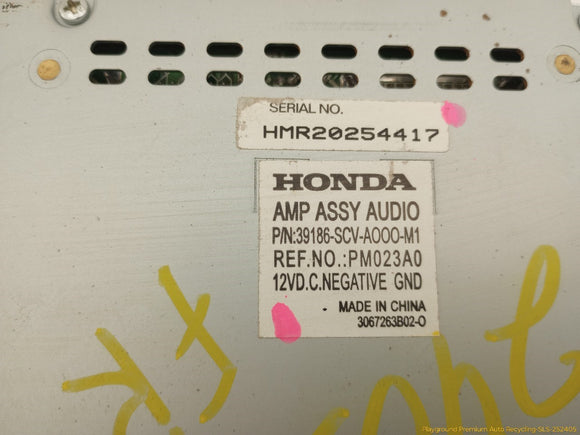 SERIAL NO.
HMR20254417
HONDA
AMP ASSY AUDIO
P/N:39186-SCV-A000-M1
REF.NO.:PM023A0
12VD.C.NEGATIVE GND
MADE IN CHINA
3067263B02-O
Playground Premium Auto Recycling-SLS-252405